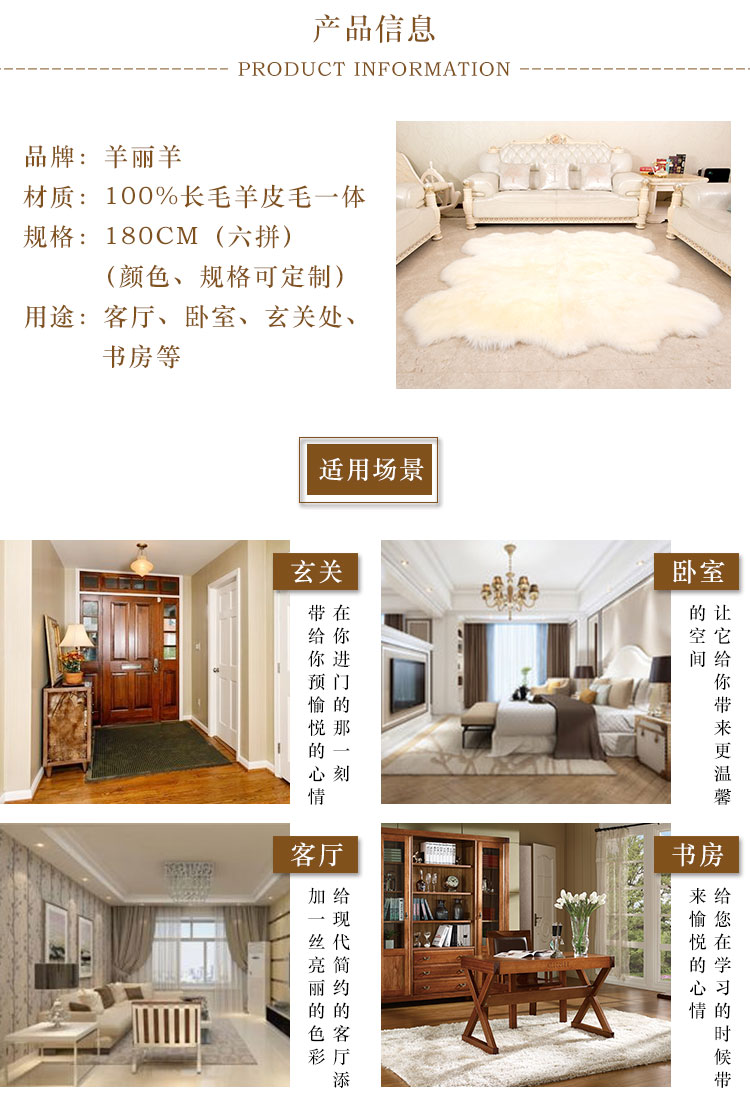 产品信息
PRODUCT INFORMATION
品牌：羊丽羊
材质：100%长毛羊皮毛一体
规格：180CM（六拼）
（颜色、规格可定制）
用途：客厅、卧室、玄关处、
书房等
适用场景
玄关
在你进门的那一刻
带给你预愉悦的心情
卧室
让它给你带来更温馨
的空间
客厅
给现代简约的客厅添
加一丝亮丽的色彩
书房
给您在学习的时候带
来愉悦的心情